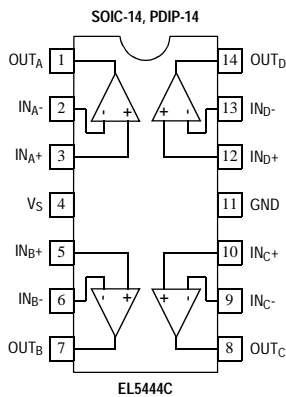 SOIC-14, PDIP-14
OUTA 1 14 OUTD
INA- 2 - + + - 13 IND-
INA+ 3 12 IND+
VS 4 11 GND
INB+ 5 10 INC+
INB- 6 - + + - 9 INC-
OUTB 7 8 OUTC
EL5444C